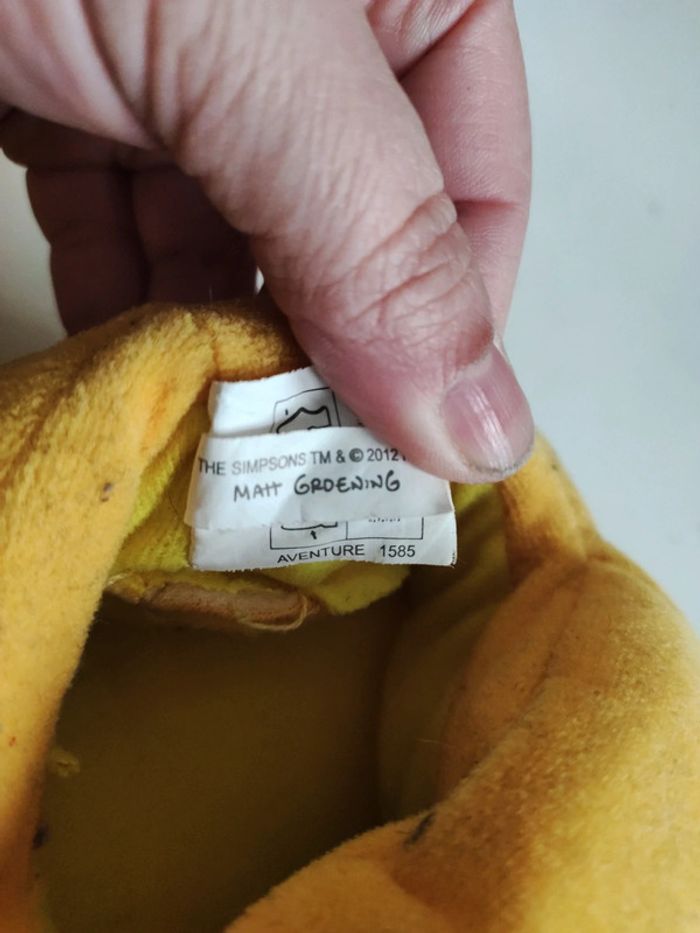 THE SIMPSONS TM & © 2012
MATT GROENING
AVENTURE 1585